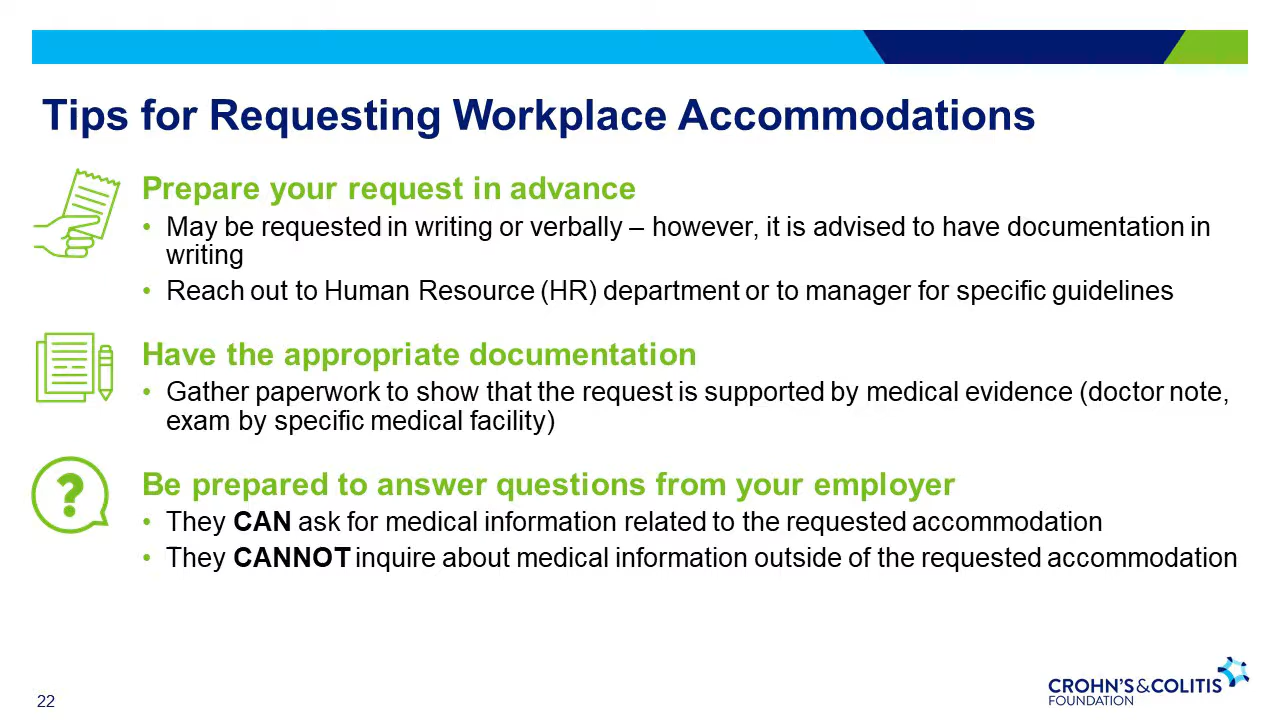 Tips for Requesting Workplace Accommodations
Prepare your request in advance
• May be requested in writing or verbally – however, it is advised to have documentation in
writing
• Reach out to Human Resource (HR) department or to manager for specific guidelines
Have the appropriate documentation
• Gather paperwork to show that the request is supported by medical evidence (doctor note,
exam by specific medical facility)
?
Be prepared to answer questions from your employer
• They CAN ask for medical information related to the requested accommodation
• They CANNOT inquire about medical information outside of the requested accommodation
22
CROHN'S & COLITIS
FOUNDATION